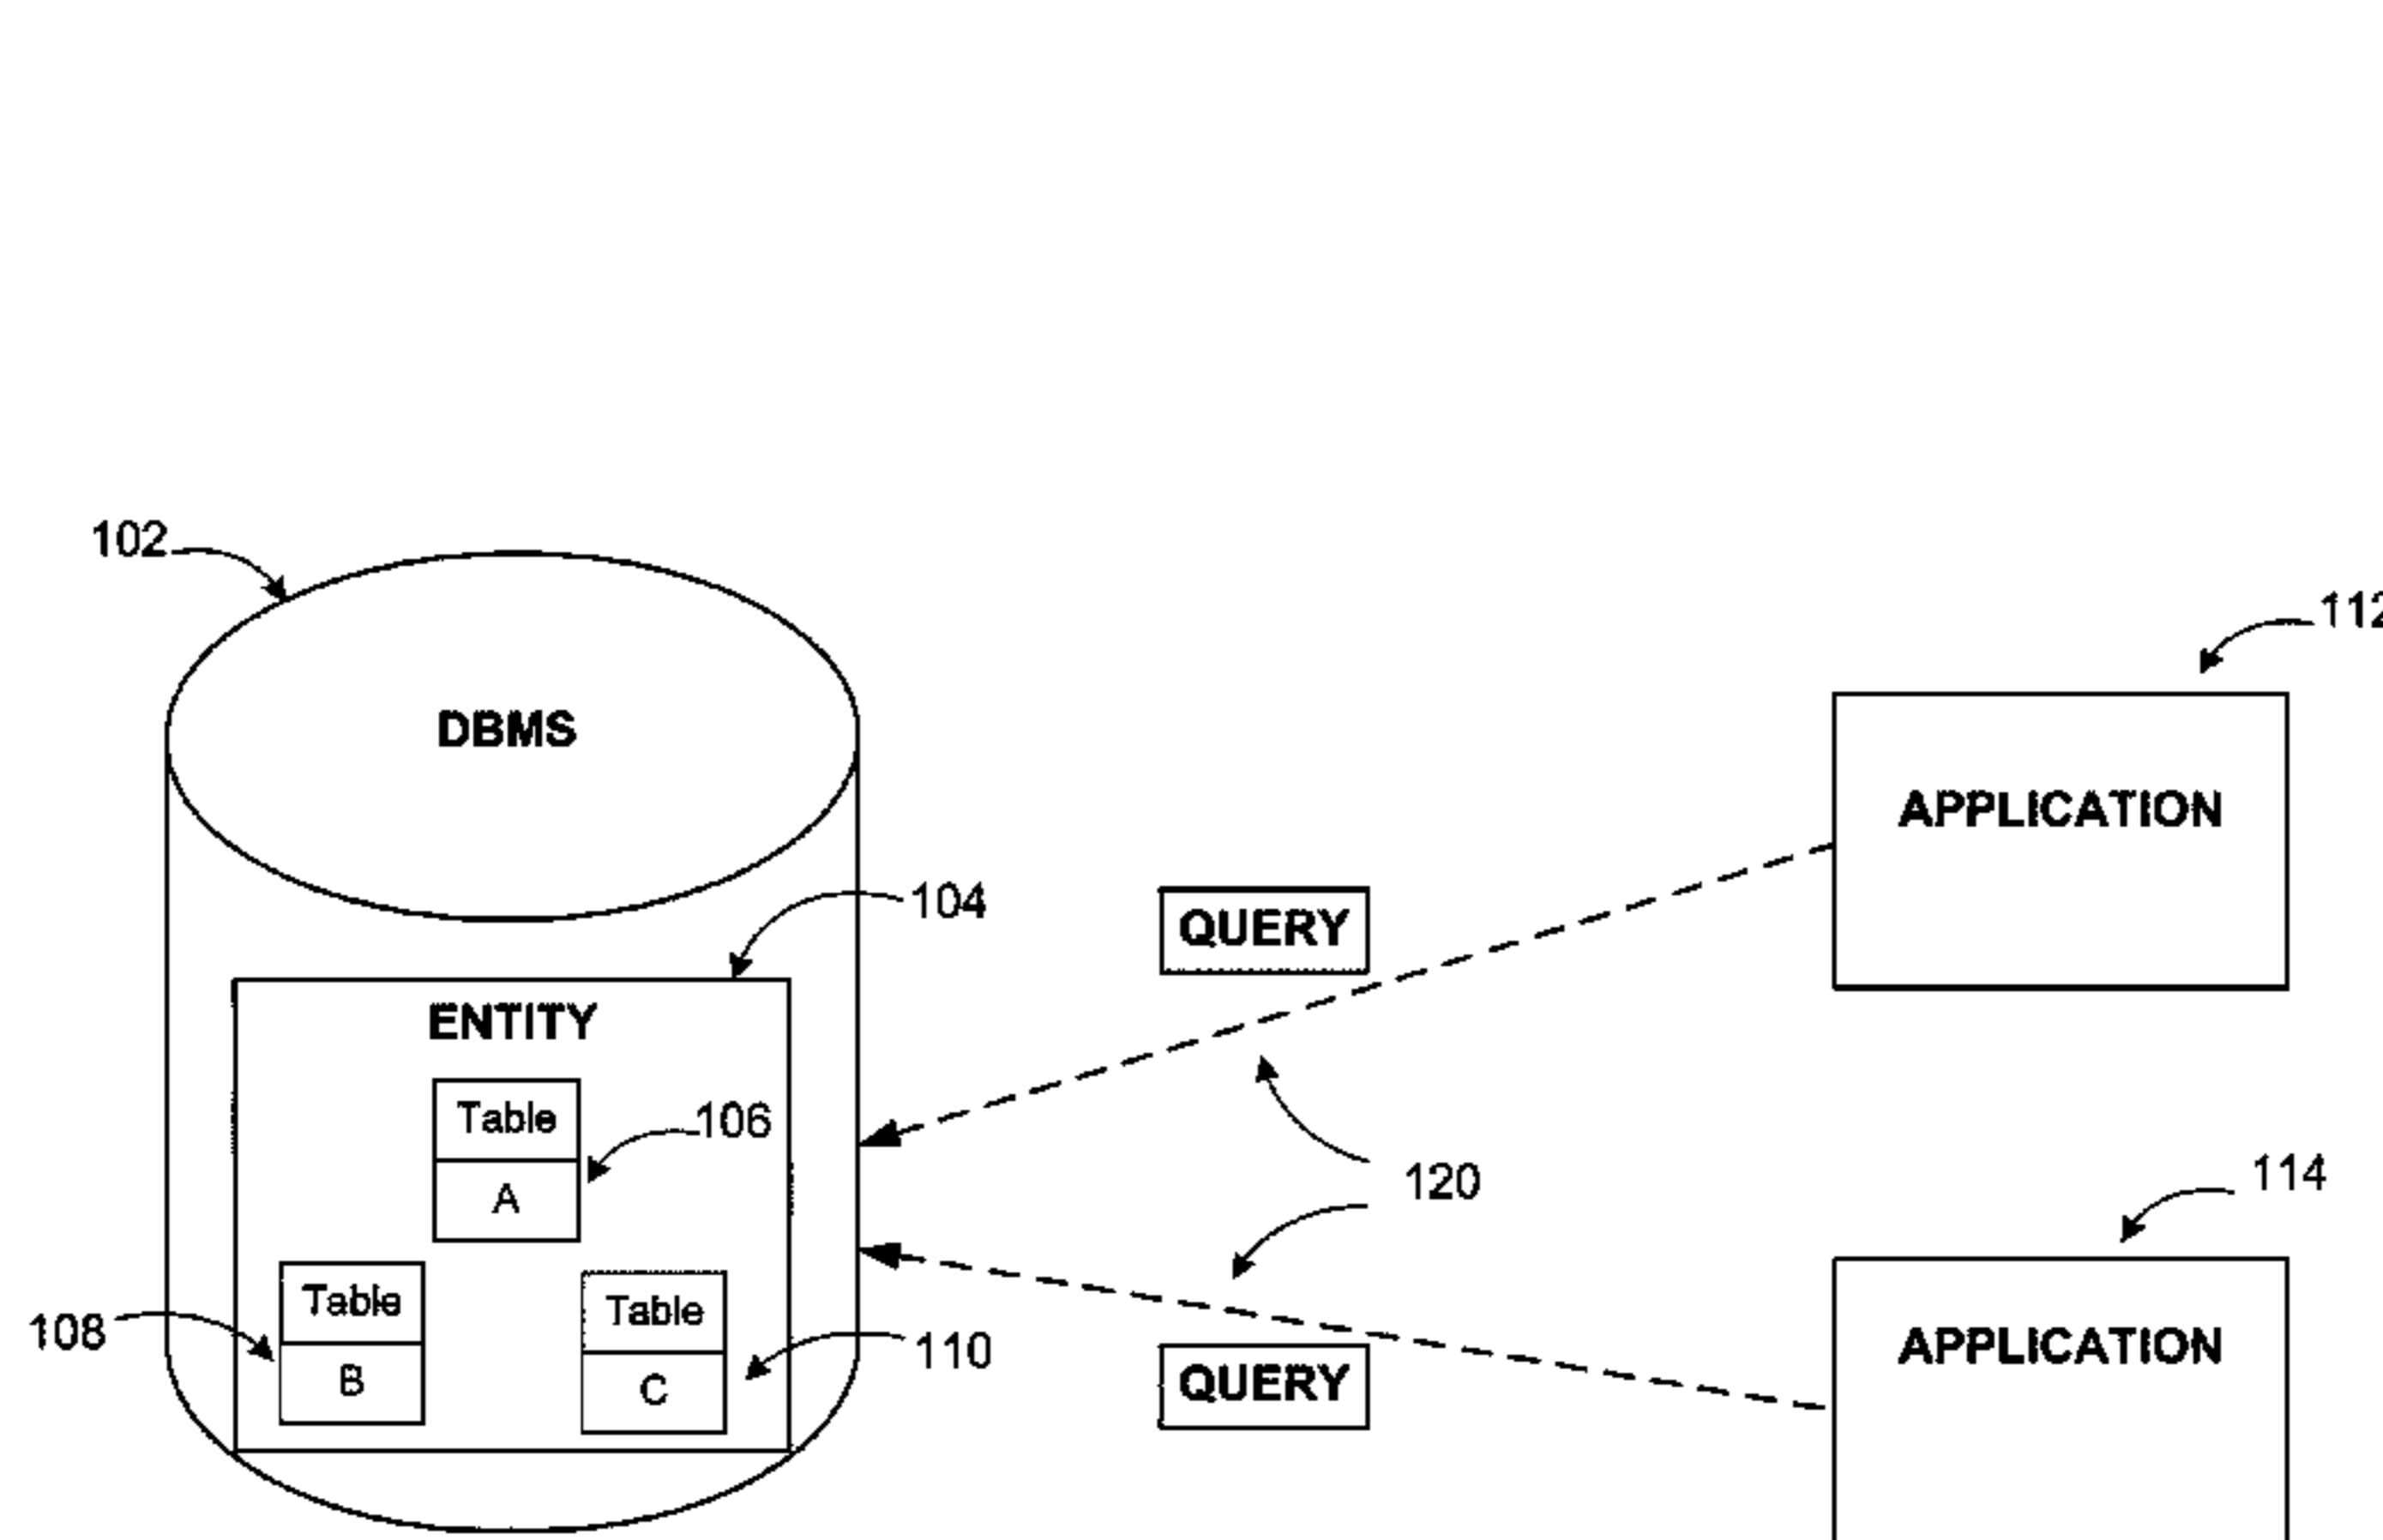 102
112
DBMS
APPLICATION
104
QUERY
ENTITY
Table
106
A
120
114
Table
Table
108
110
B
C
QUERY
APPLICATION